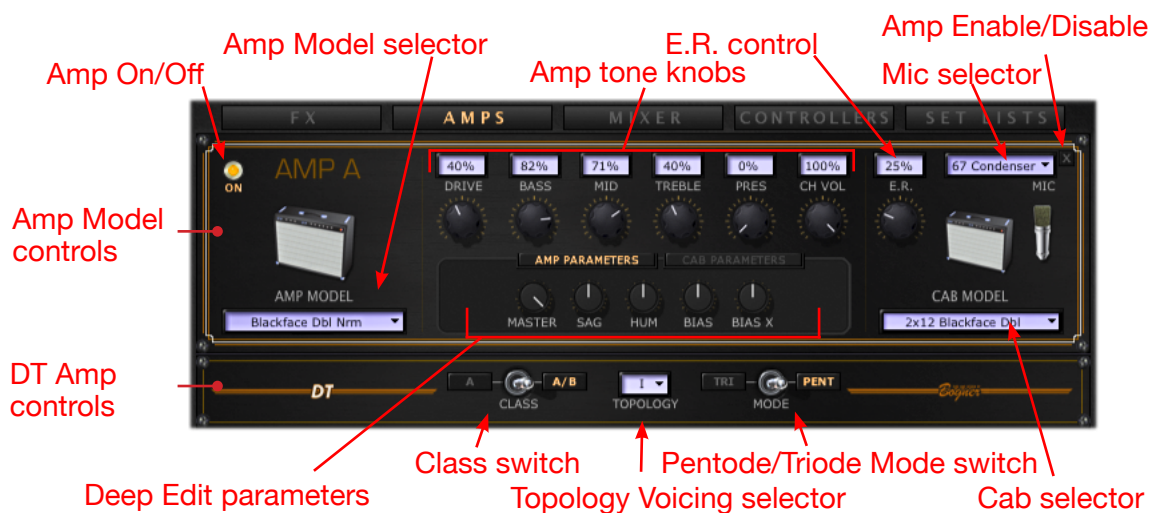 Amp Enable/Disable
Amp Model selector
E.R. control
Amp On/Off
Amp tone knobs
Mic selector
FX
AMPS
MIXER
CONTROLLERS
SET LISTS
ON
AMP A
40%
82%
71%
40%
0%
100%
25%
67 Condenser
X
DRIVE
BASS
MID
TREBLE
PRES
CH VOL
E.R.
MIC
Amp Model
controls
AMP PARAMETERS
CAB PARAMETERS
AMP MODEL
CAB MODEL
Blackface Dbl Nrm
MASTER
SAG
HUM
BIAS
BIAS X
2x12 Blackface Dbl
DT Amp
controls
DT
A
A/B
CLASS
I
TOPOLOGY
TRI
PENT
MODE
Bogner
Class switch
Pentode/Triode Mode switch
Deep Edit parameters
Topology Voicing selector
Cab selector